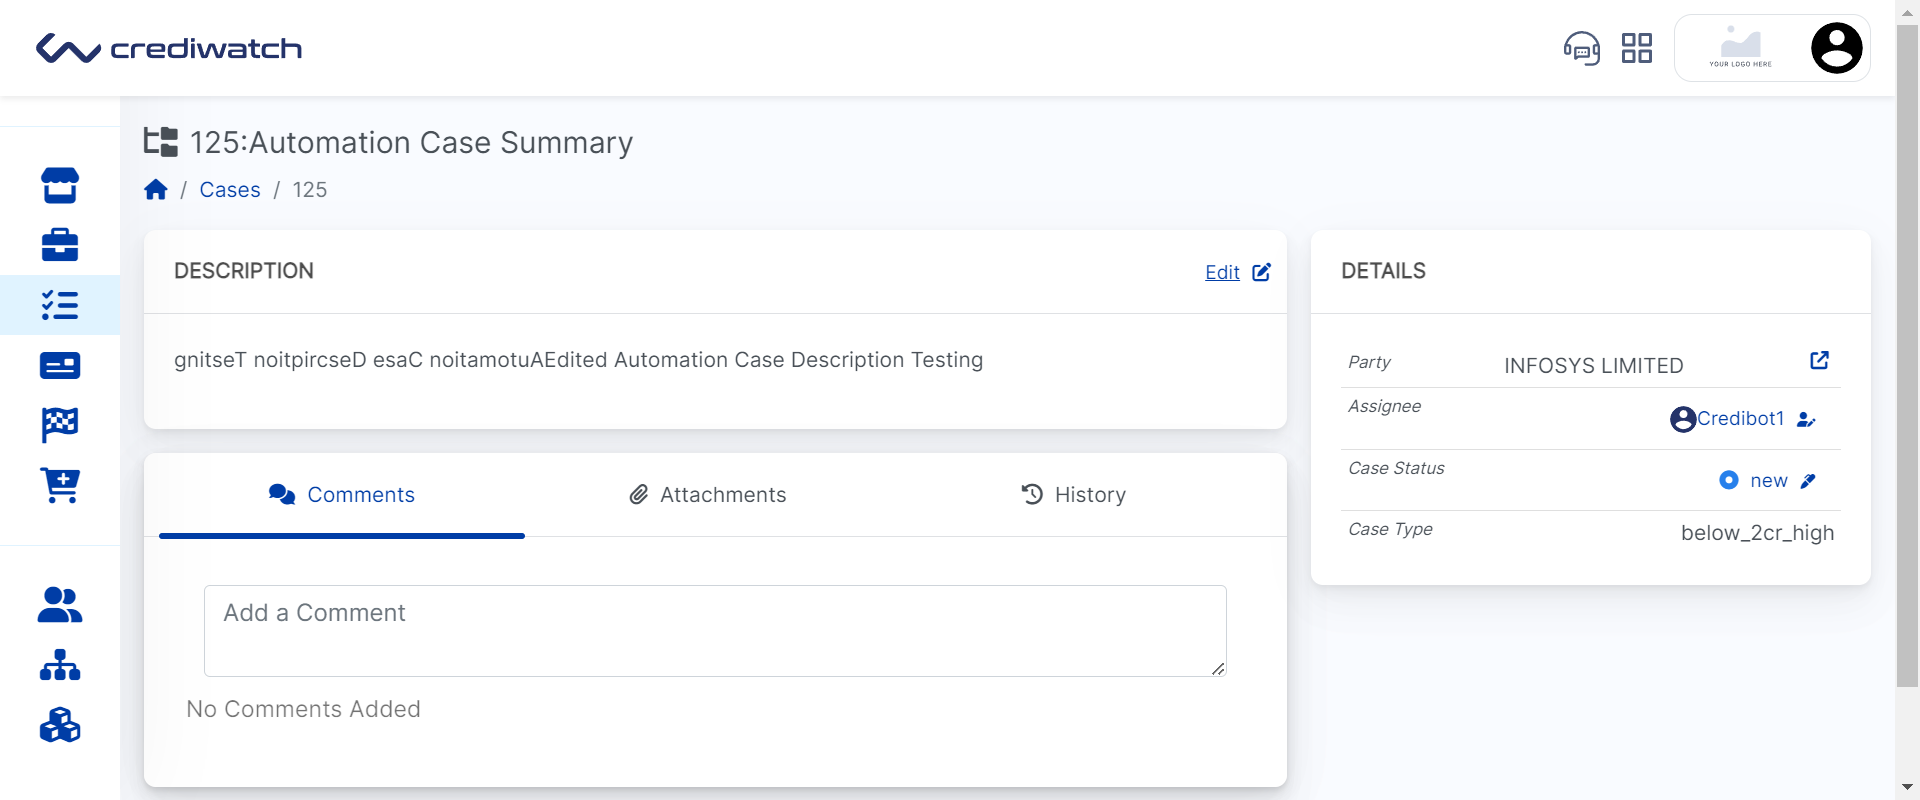 crediwatch
YOUR LOGO HERE
125:Automation Case Summary
/ Cases / 125
DESCRIPTION
Edit
gnitseT noitpircseD esaC noitamotuAEdited Automation Case Description Testing
Comments
Attachments
History
Add a Comment
No Comments Added
DETAILS
Party INFOSYS LIMITED
Assignee Credibot1
Case Status new
Case Type below_2cr_high